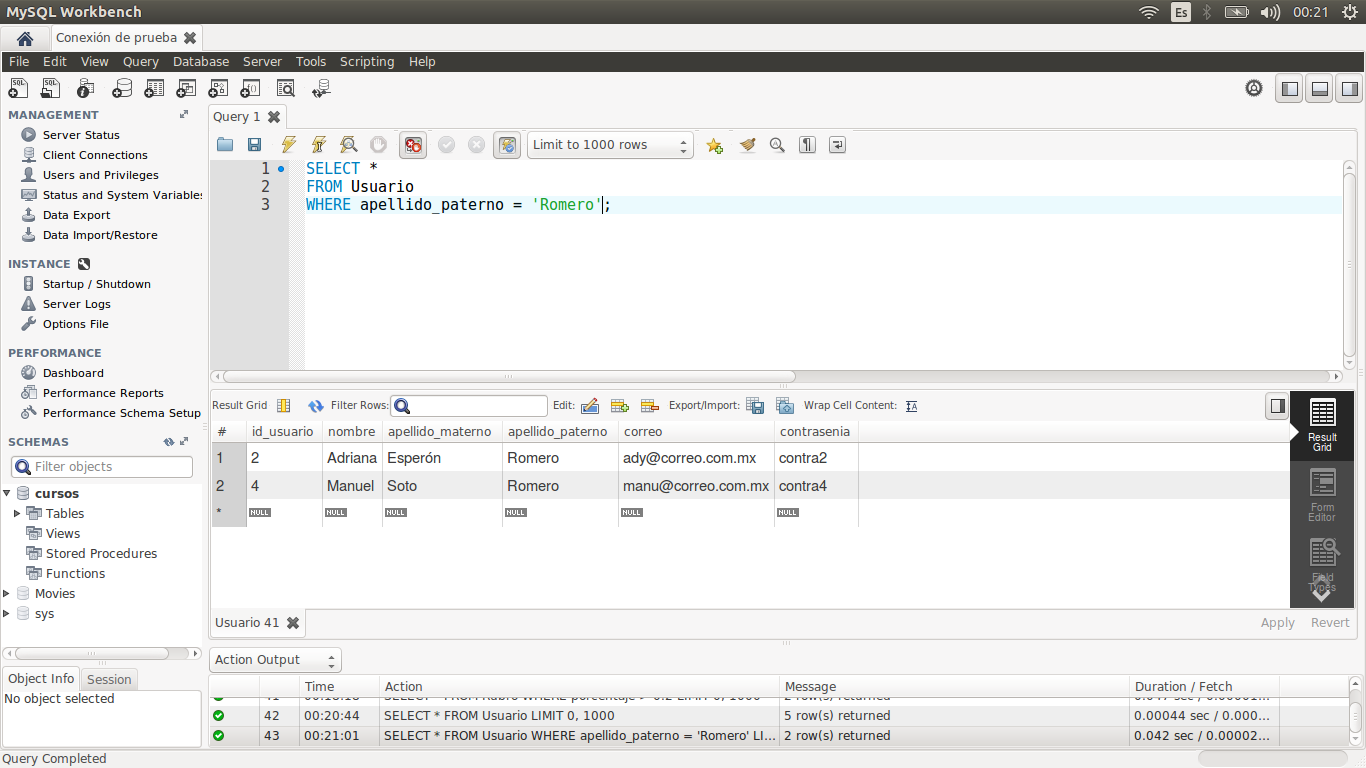 MySQL Workbench
Es
00:21
Conexión de prueba
File Edit View Query Database Server Tools Scripting Help
MANAGEMENT
Server Status
Client Connections
Users and Privileges
Status and System Variables
Data Export
Data Import/Restore
INSTANCE
Startup / Shutdown
Server Logs
Options File
PERFORMANCE
Dashboard
Performance Reports
Performance Schema Setup
SCHEMAS
Filter objects
cursos
Tables
Views
Stored Procedures
Functions
Movies
sys
Object Info Session
No object selected
Query 1
Limit to 1000 rows
1 SELECT *
2 FROM Usuario
3 WHERE apellido_paterno = 'Romero';
Result Grid Filter Rows: Edit: Export/Import: Wrap Cell Content:
# id_usuario nombre apellido_materno apellido_paterno correo contrasenia
1 2 Adriana Esperón Romero ady@correo.com.mx contra2
2 4 Manuel Soto Romero manu@correo.com.mx contra4
* NULL NULL NULL NULL NULL NULL
Result
Grid
Form
Editor
Field
Types
Usuario 41
Apply Revert
Action Output
Time Action Message Duration / Fetch
42 00:20:44 SELECT * FROM Usuario LIMIT 0, 1000 5 row(s) returned 0.00044 sec / 0.000...
43 00:21:01 SELECT * FROM Usuario WHERE apellido_paterno = 'Romero' LI... 2 row(s) returned 0.042 sec / 0.00002...
Query Completed